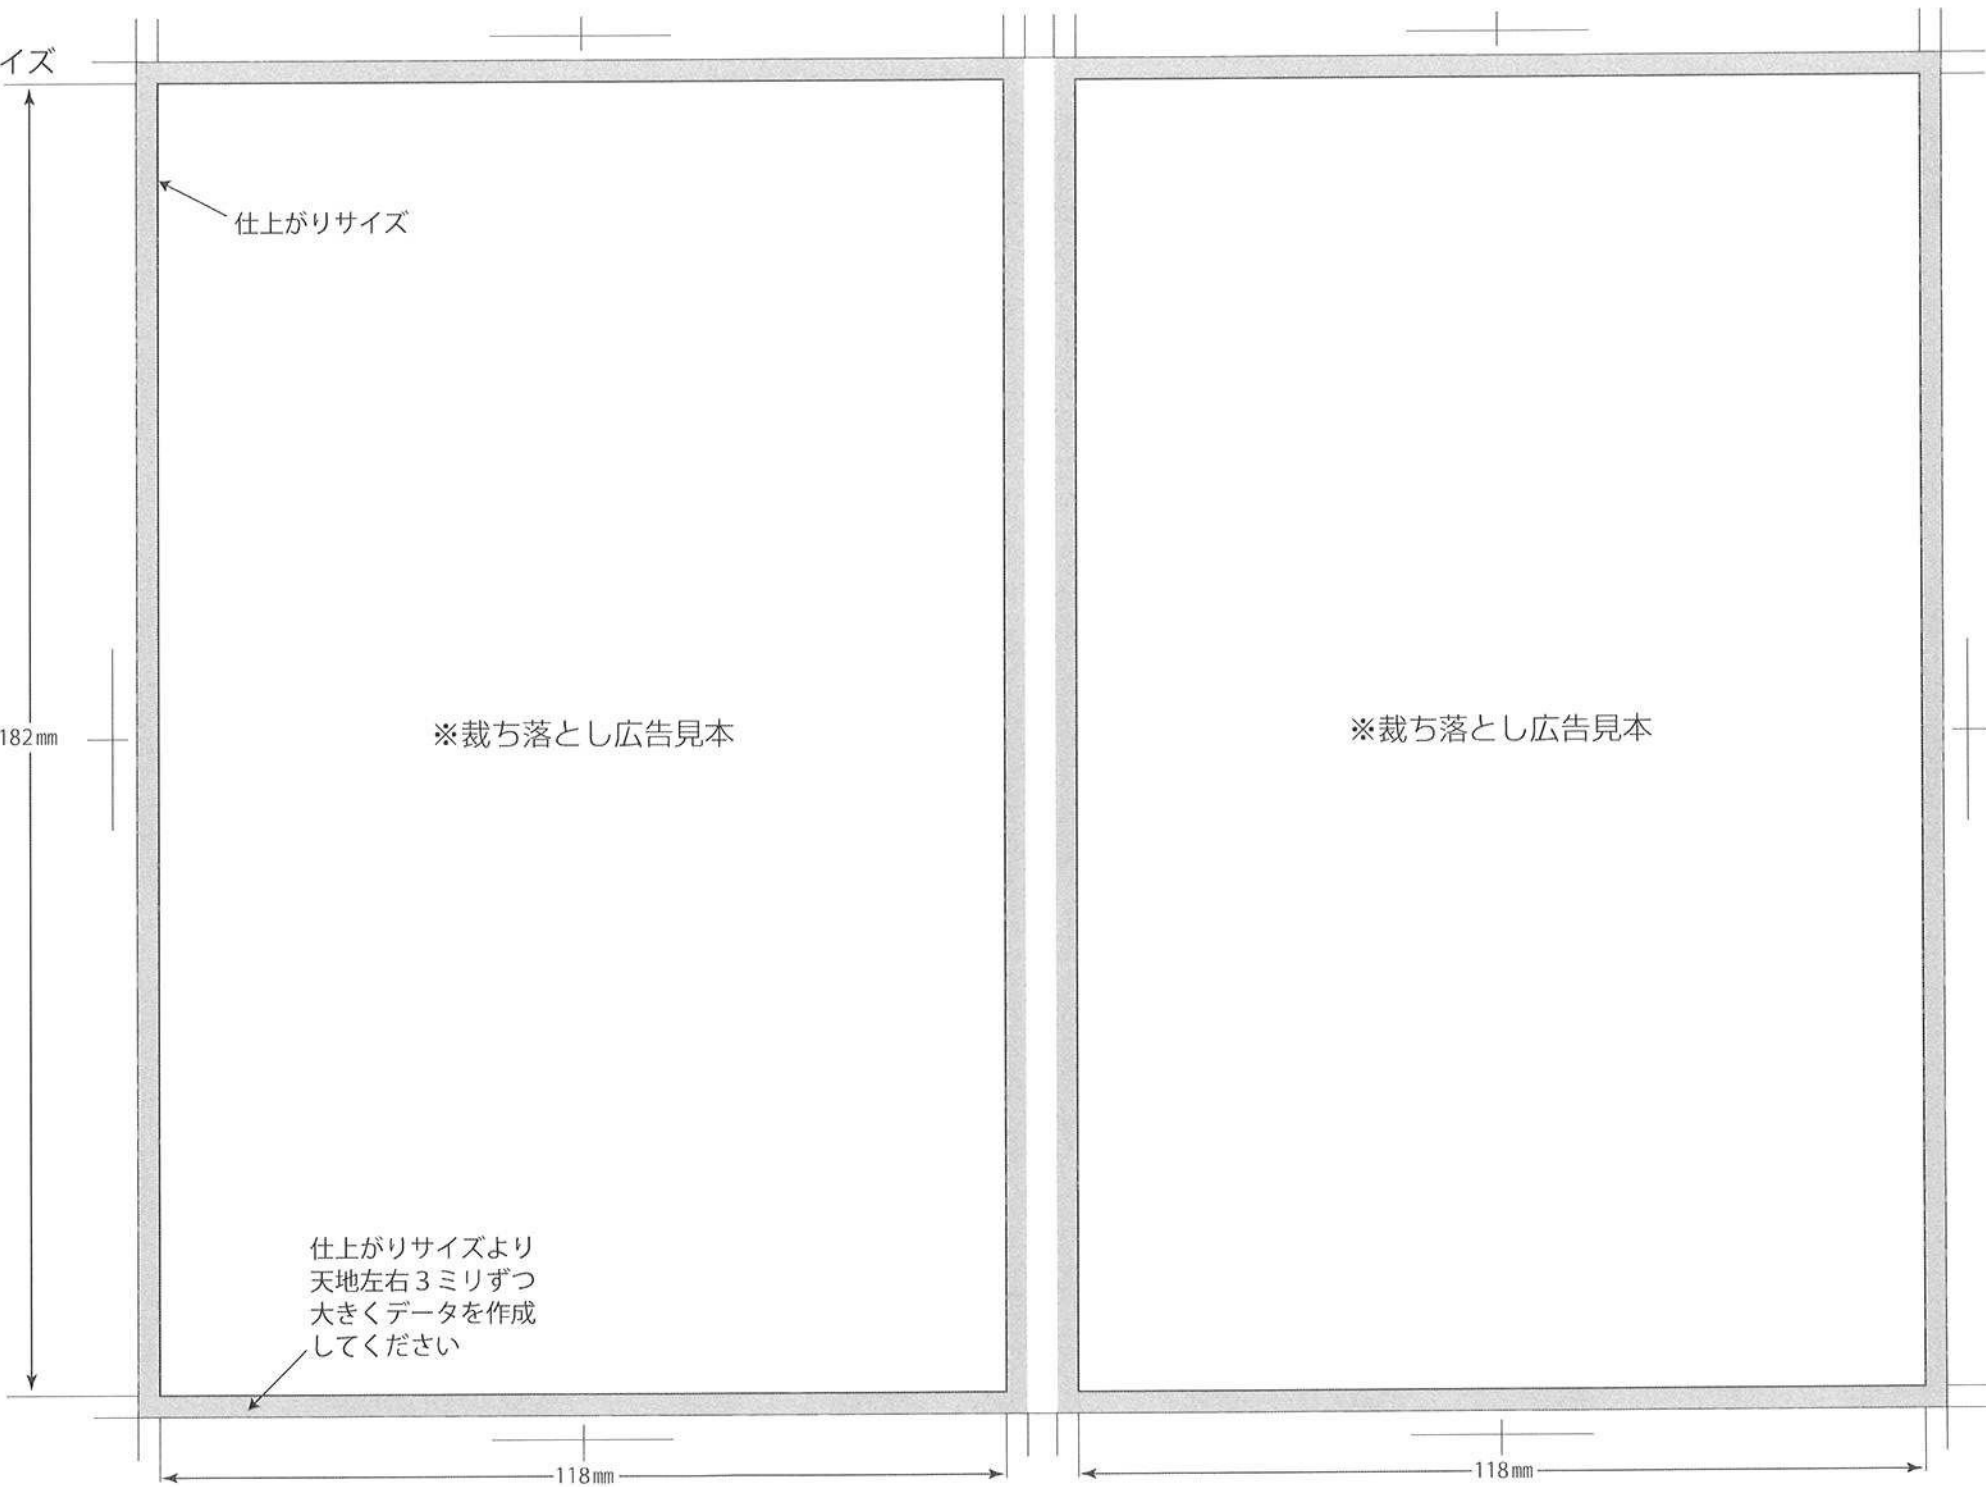 イズ
仕上がりサイズ
182㎜
※裁ち落とし広告見本
※裁ち落とし広告見本
仕上がりサイズより
天地左右3ミリずつ
大きくデータを作成
してください
118㎜
118㎜